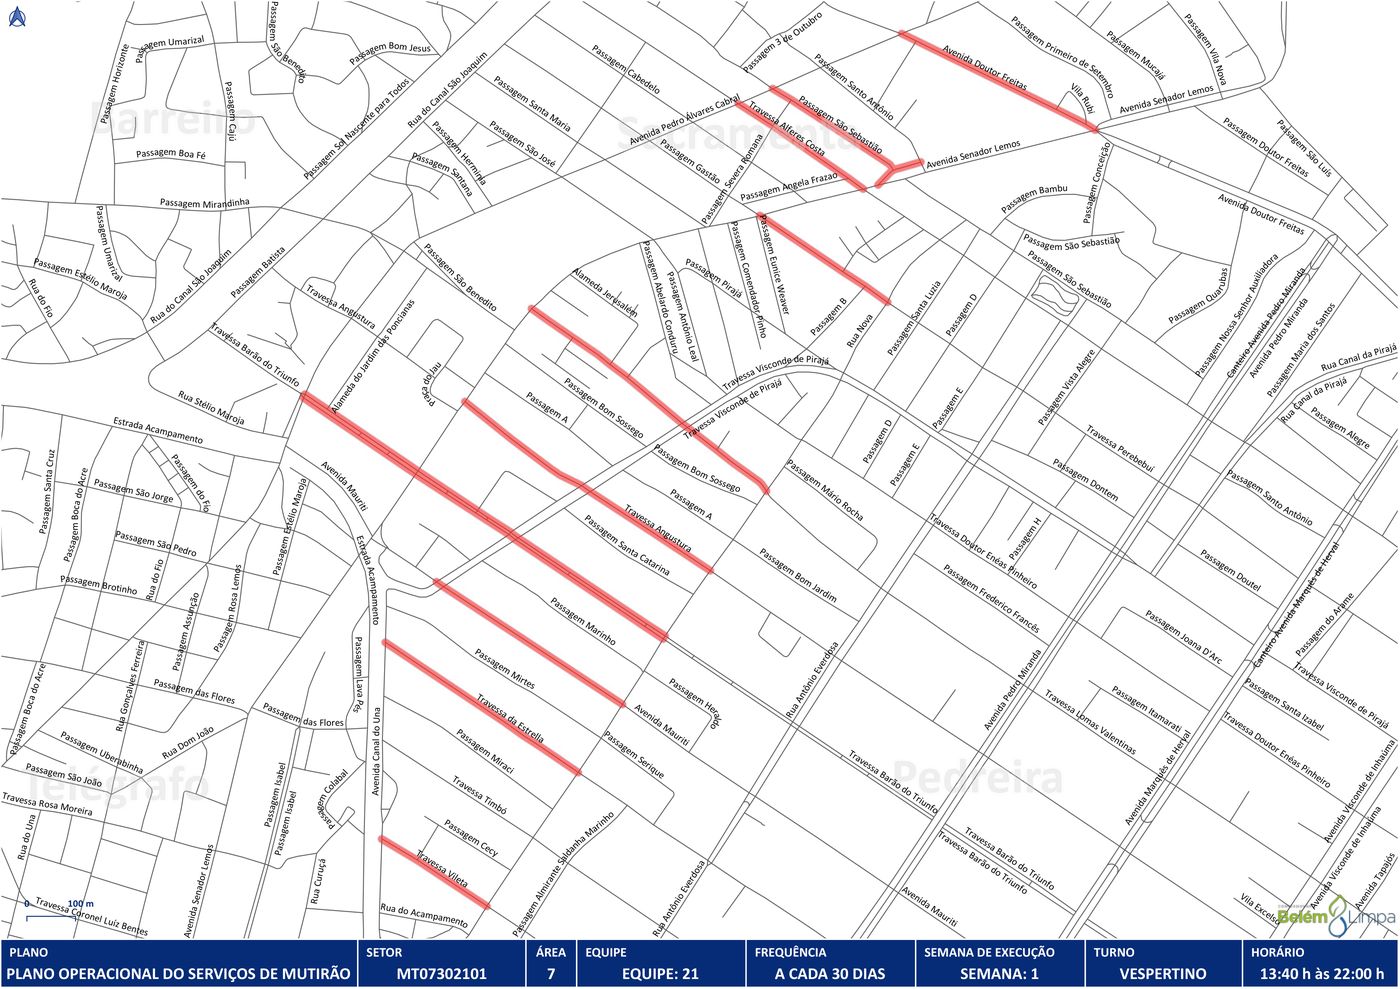 Passagem Umarizal
Passagem Horizonte
Passagem São Benedito
Passagem Bom Jesus
Passagem Cajú
Barreiro
Passagem Sol Nascente para Todos
Rua do Canal São Joaquim
Passagem Boa Fé
Passagem Mirandinha
Passagem Cabedelo
Passagem Santa Maria
Passagem São José
Passagem Hermínia
Passagem Santana
Passagem 3 de Outubro
Passagem Santo Antônio
Avenida Pedro Álvares Cabral
Sacramenta
Travessa Alferes Costa
Passagem São Sebastião
Passagem Gastão
Passagem Severa Romana
Passagem Angela Frazao
Avenida Senador Lemos
Avenida Doutor Freitas
Passagem Primeiro de Setembro
Passagem Mucajá
Passagem Vila Nova
Vila Rubi
Avenida Senador Lemos
Passagem Doutor Freitas
Passagem São Luís
Passagem Conceição
Passagem Bambu
Avenida Doutor Freitas
Passagem São Sebastião
Passagem São Sebastião
Passagem Quarubas
Passagem Nossa Senhor Auxiliadora
Canteiro Avenida Pedro Miranda
Avenida Pedro Miranda
Passagem Maria dos Santos
Rua Canal da Pirajá
Rua Canal da Pirajá
Passagem Alegre
Passagem Umarizal
Passagem Estélio Maroja
Rua do Fio
Rua do Canal São Joaquim
Passagem Batista
Travessa Angustura
Travessa Barão do Triunfo
Alameda do Jardim das Poncianas
Passagem São Benedito
Alameda Jerusalém
Passagem Abelardo Conduru
Passagem Antônio Leal
Passagem Pirajá
Passagem Comendador Pinho
Passagem Eunice Weaver
Passagem B
Rua Nova
Passagem Santa Luzia
Passagem D
Passagem E
Passagem Vista Alegre
Travessa Visconde de Pirajá
Travessa Visconde de Pirajá
Rua Stélio Maroja
Estrada Acampamento
Passagem A
Passagem Bom Sossego
Passagem Bom Sossego
Passagem A
Passagem D
Passagem E
Passagem Mário Rocha
Travessa Perebebuí
Passagem Dontem
Passagem Santo Antônio
Passagem Santa Cruz
Passagem Boca do Acre
Passagem São Jorge
Passagem do Fio
Passagem Estélio Maroja
Avenida Mauriti
Estrada Acampamento
Passagem São Pedro
Rua do Fio
Passagem Brotinho
Passagem Assunção
Passagem Rosa Lemos
Travessa Angustura
Passagem Santa Catarina
Passagem Bom Jardim
Travessa Doutor Enéas Pinheiro
Passagem H
Passagem Frederico Francês
Passagem Doutel
Canteiro Avenida Marquês de Herval
Passagem do Arame
Passagem Joana D'Arc
Travessa Visconde de Pirajá
Passagem Marinho
Passagem Mirtes
Travessa da Estrella
Passagem Miraci
Travessa Timbó
Passagem Cecy
Travessa Vileta
Avenida Mauriti
Passagem Serique
Rua Antônio Everdosa
Avenida Pedro Miranda
Travessa Lomas Valentinas
Passagem Itamarati
Passagem Santa Izabel
Travessa Doutor Enéas Pinheiro
Avenida Marquês de Herval
Avenida Visconde de Inhaúma
Avenida Visconde de Inhaúma
Avenida Tapajós
Passagem Boca do Acre
Rua Gonçalves Ferreira
Passagem das Flores
Passagem das Flores
Passagem Lava Pés
Avenida Canal do Una
Rua Dom João
Passagem Uberabinha
Passagem São João
Telégrafo
Travessa Rosa Moreira
Rua do Una
Passagem Isabel
Passagem Isabel
Rua Curuçá
Avenida Senador Lemos
Travessa Coronel Luíz Bentes
Rua do Acampamento
Passagem Almirante Saldanha Marinho
Rua Antônio Everdosa
Pedreira
Travessa Barão do Triunfo
Travessa Barão do Triunfo
Travessa Barão do Triunfo
Avenida Mauriti
0 100 m
Belém Limpa
PLANO
PLANO OPERACIONAL DO SERVIÇOS DE MUTIRÃO
SETOR
MT07302101
ÁREA
7
EQUIPE
EQUIPE: 21
FREQUÊNCIA
A CADA 30 DIAS
SEMANA DE EXECUÇÃO
SEMANA: 1
TURNO
VESPERTINO
HORÁRIO
13:40 h às 22:00 h